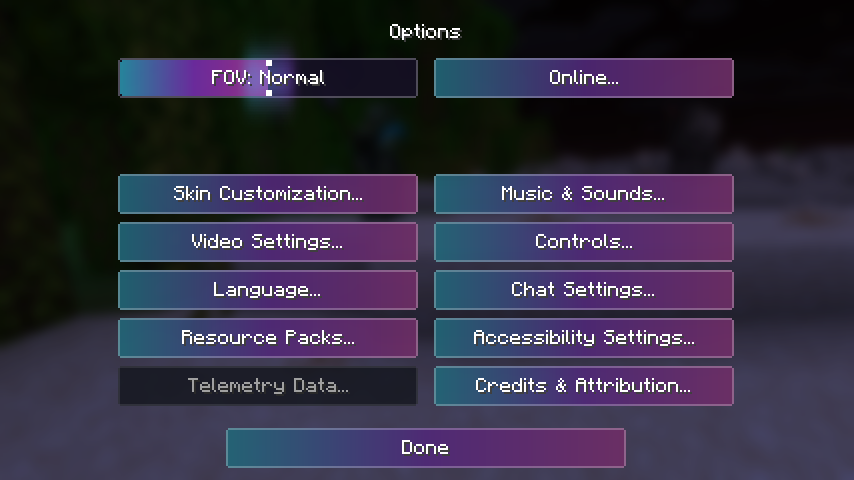 Options
FOV: Normal
Online...
Skin Customization...
Music & Sounds...
Video Settings...
Controls...
Language...
Chat Settings...
Resource Packs...
Accessibility Settings...
Telemetry Data...
Credits & Attribution...
Done